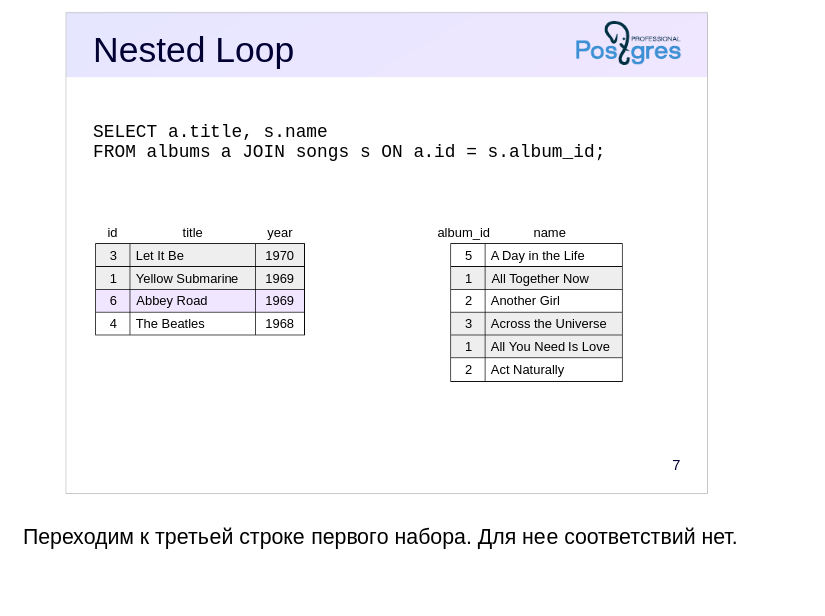 Nested Loop
PROFESSIONAL
Postgres
SELECT a.title, s.name
FROM albums a JOIN songs s ON a.id = s.album_id;
id title year
3 Let It Be 1970
1 Yellow Submarine 1969
6 Abbey Road 1969
4 The Beatles 1968
album_id name
5 A Day in the Life
1 All Together Now
2 Another Girl
3 Across the Universe
1 All You Need Is Love
2 Act Naturally
7
Переходим к третьей строке первого набора. Для нее соответствий нет.